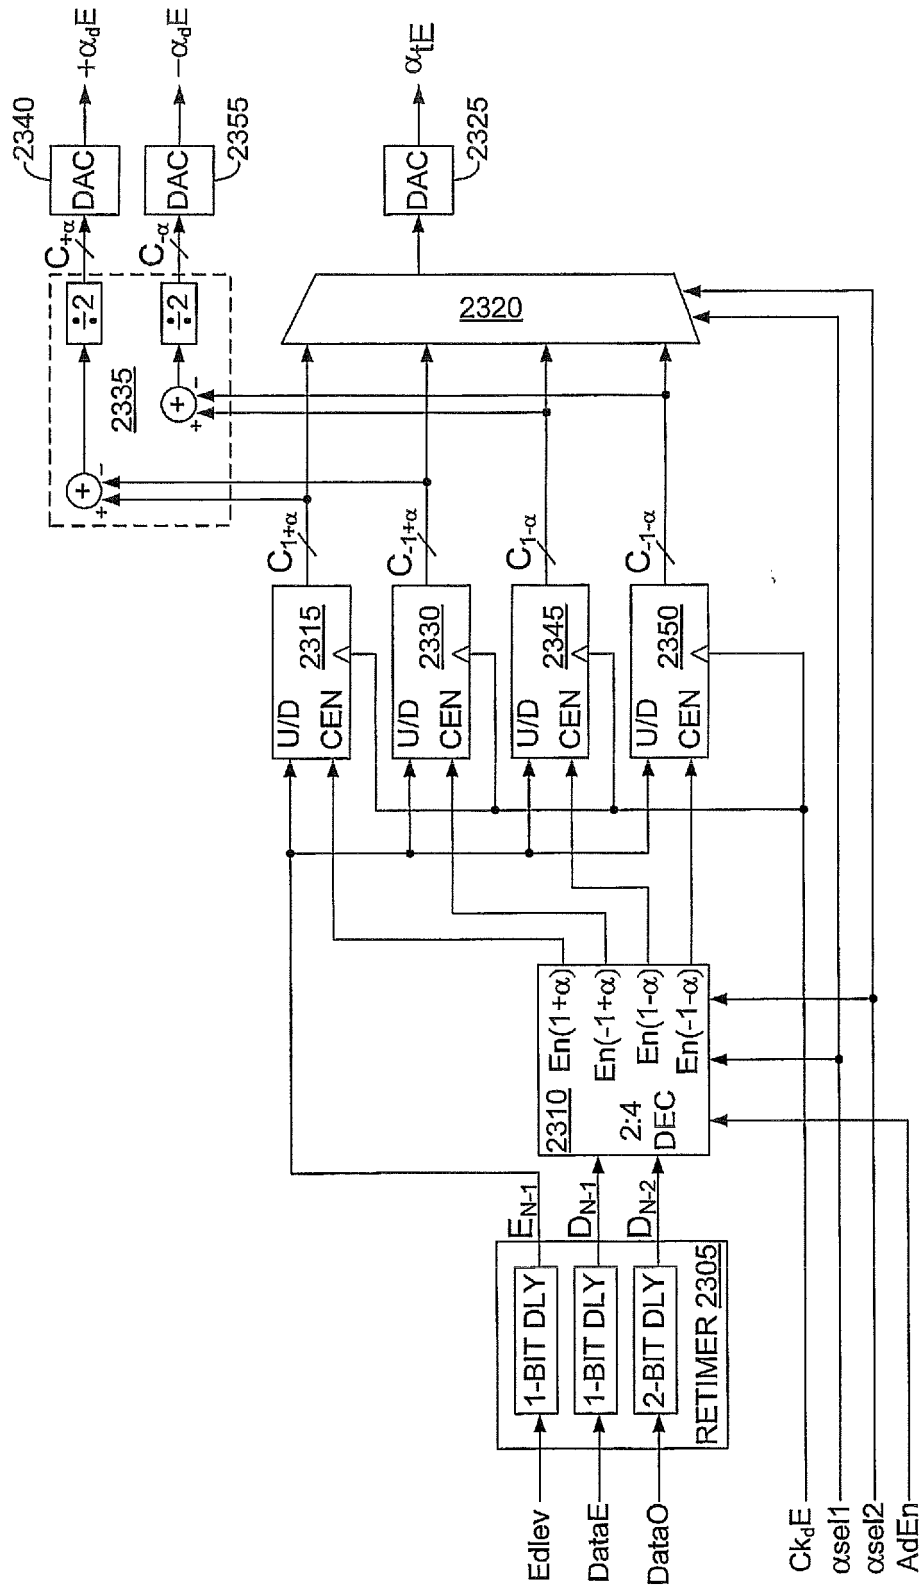 Edlev
DataE
DataO
1-BIT DLY
1-BIT DLY
2-BIT DLY
RETIMER 2305
E_N-1
D_N-1
D_N-2
2310
2:4
DEC
En(1+α)
En(-1+α)
En(1-α)
En(-1-α)
U/D
CEN
2315
U/D
CEN
2330
U/D
CEN
2345
U/D
CEN
2350
C_1+α
C_-1+α
C_1-α
C_-1-α
+
+
-
+
+
-
2335
÷2
÷2
C_+α
C_-α
2340
DAC
+α_dE
DAC
2355
-α_dE
2320
DAC
2325
α_tE
Ck_dE
αsel1
αsel2
AdEn